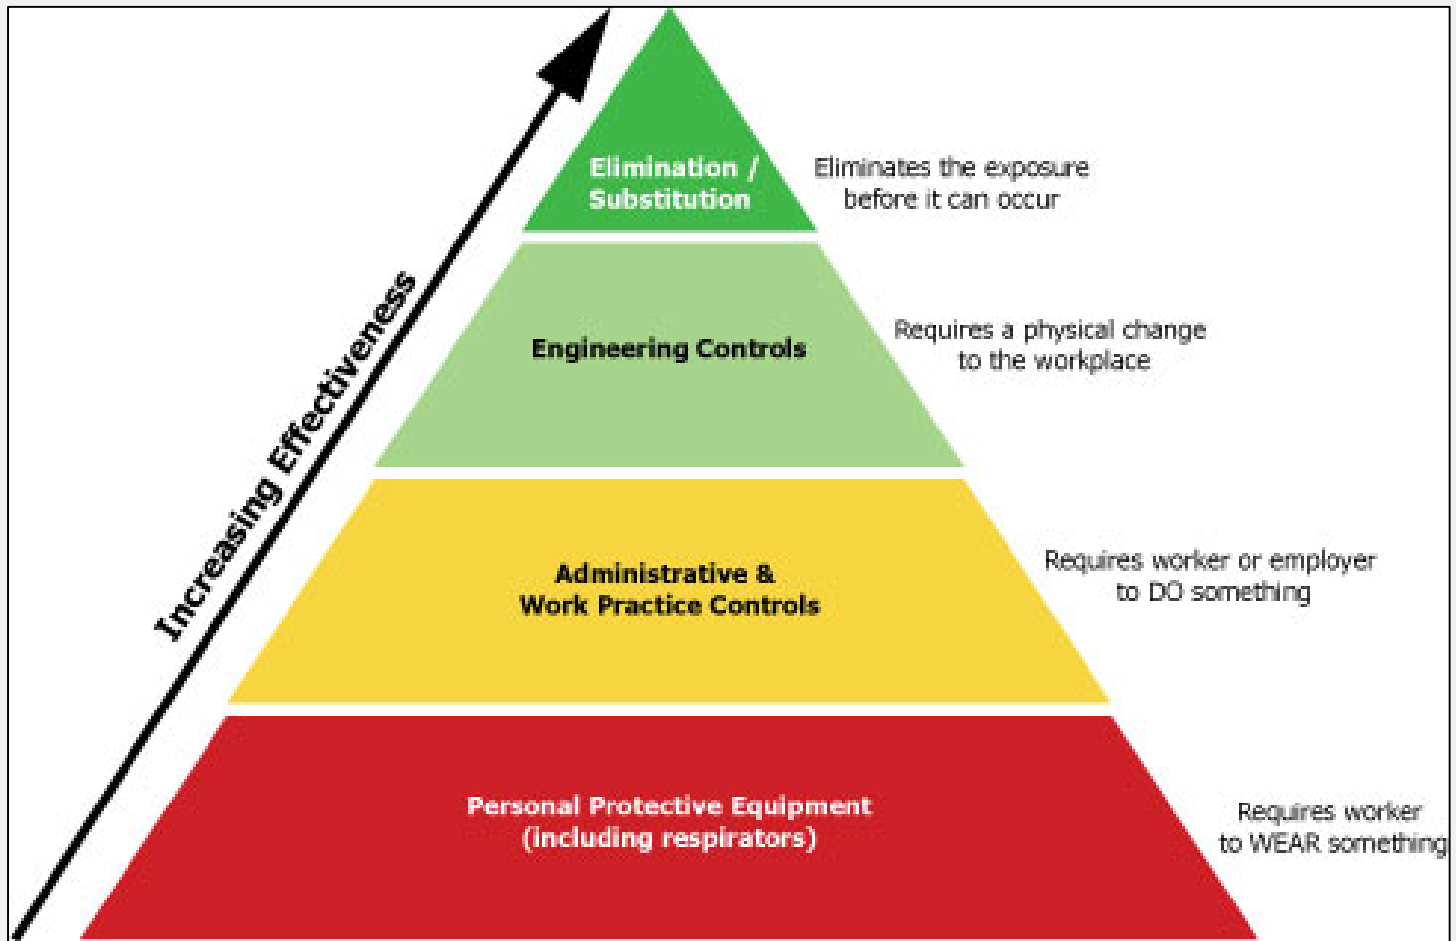 Elimination /
Substitution
Eliminates the exposure
before it can occur
Engineering Controls
Requires a physical change
to the workplace
Increasing Effectiveness
Administrative &
Work Practice Controls
Requires worker or employer
to DO something
Personal Protective Equipment
(including respirators)
Requires worker
to WEAR something